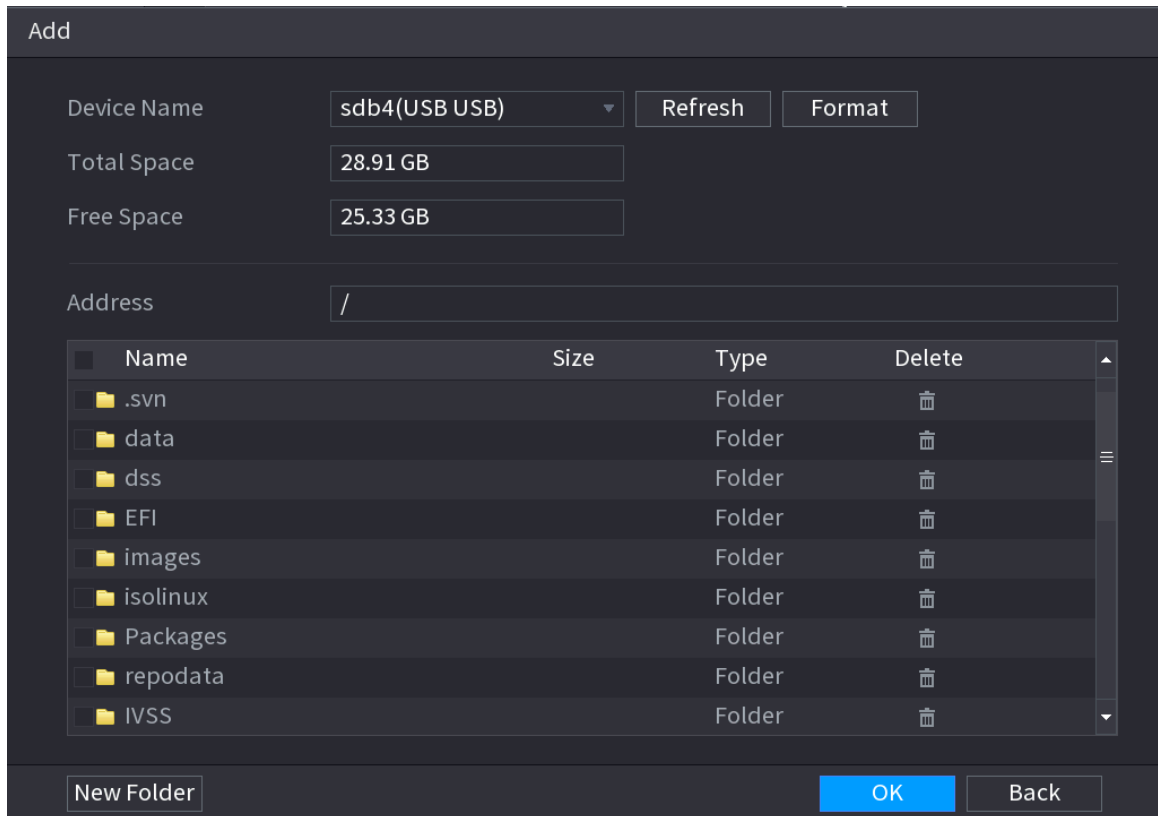 Add
Device Name sdb4(USB USB) Refresh Format
Total Space 28.91 GB
Free Space 25.33 GB
Address /
Name Size Type Delete
.svn Folder
data Folder
dss Folder
EFI Folder
images Folder
isolinux Folder
Packages Folder
repodata Folder
IVSS Folder
New Folder OK Back